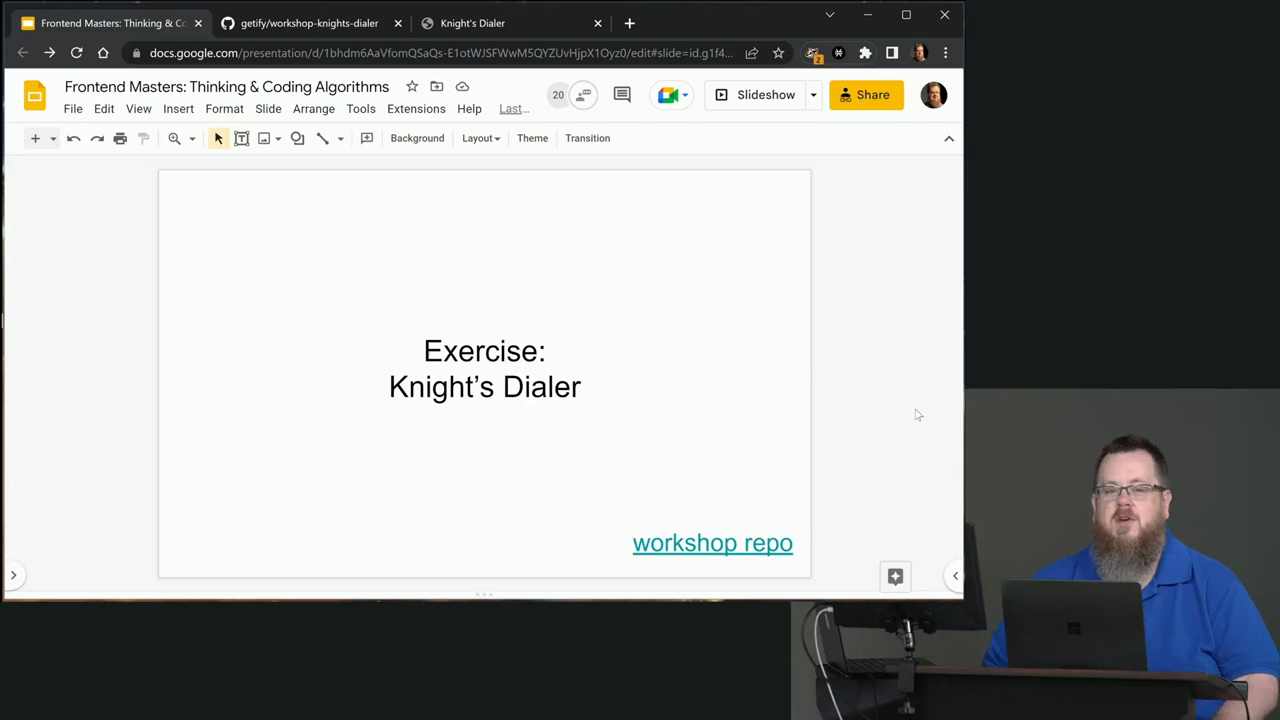 Frontend Masters: Thinking & Co
getify/workshop-knights-dialer
Knight's Dialer
docs.google.com/presentation/d/1bhdm6AaVfomQSaQs-E1otWJSFWwM5QYZUvHjpX1Oyz0/edit#slide=id.g1f4...
2
Frontend Masters: Thinking & Coding Algorithms
20
Slideshow
Share
File Edit View Insert Format Slide Arrange Tools Extensions Help Last...
Background Layout Theme Transition
Exercise:
Knight's Dialer
workshop repo